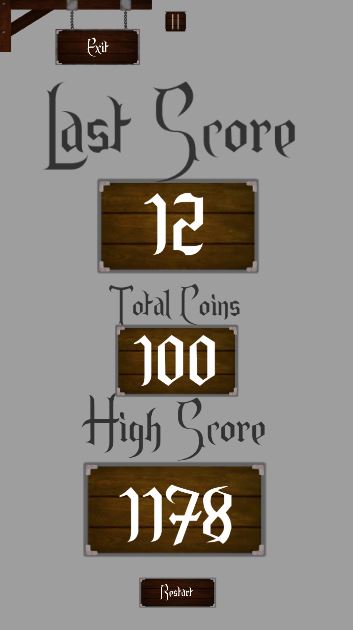 Exit
Last Score
12
Total Coins
100
High Score
1178
Restart